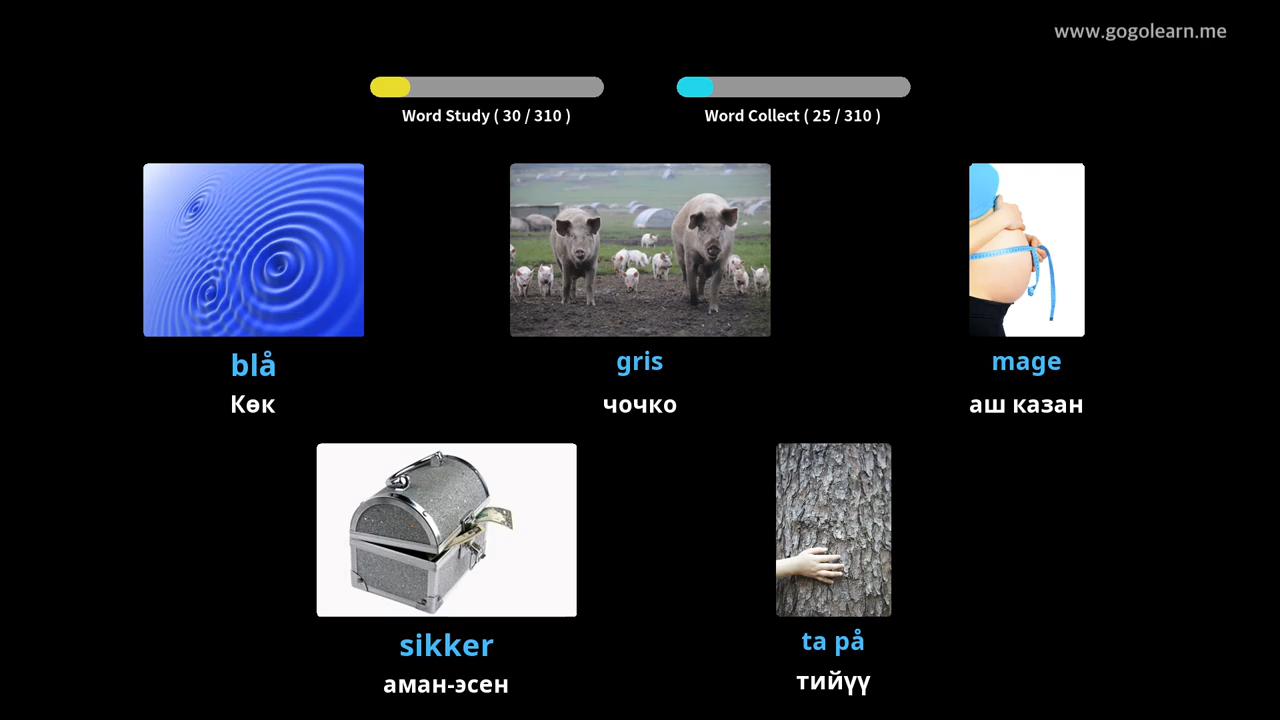 www.gogolearn.me
Word Study ( 30 / 310 )
Word Collect ( 25 / 310 )
blå
gris
mage
Көк
чочко
аш казан
sikker
ta på
аман-эсен
тийүү